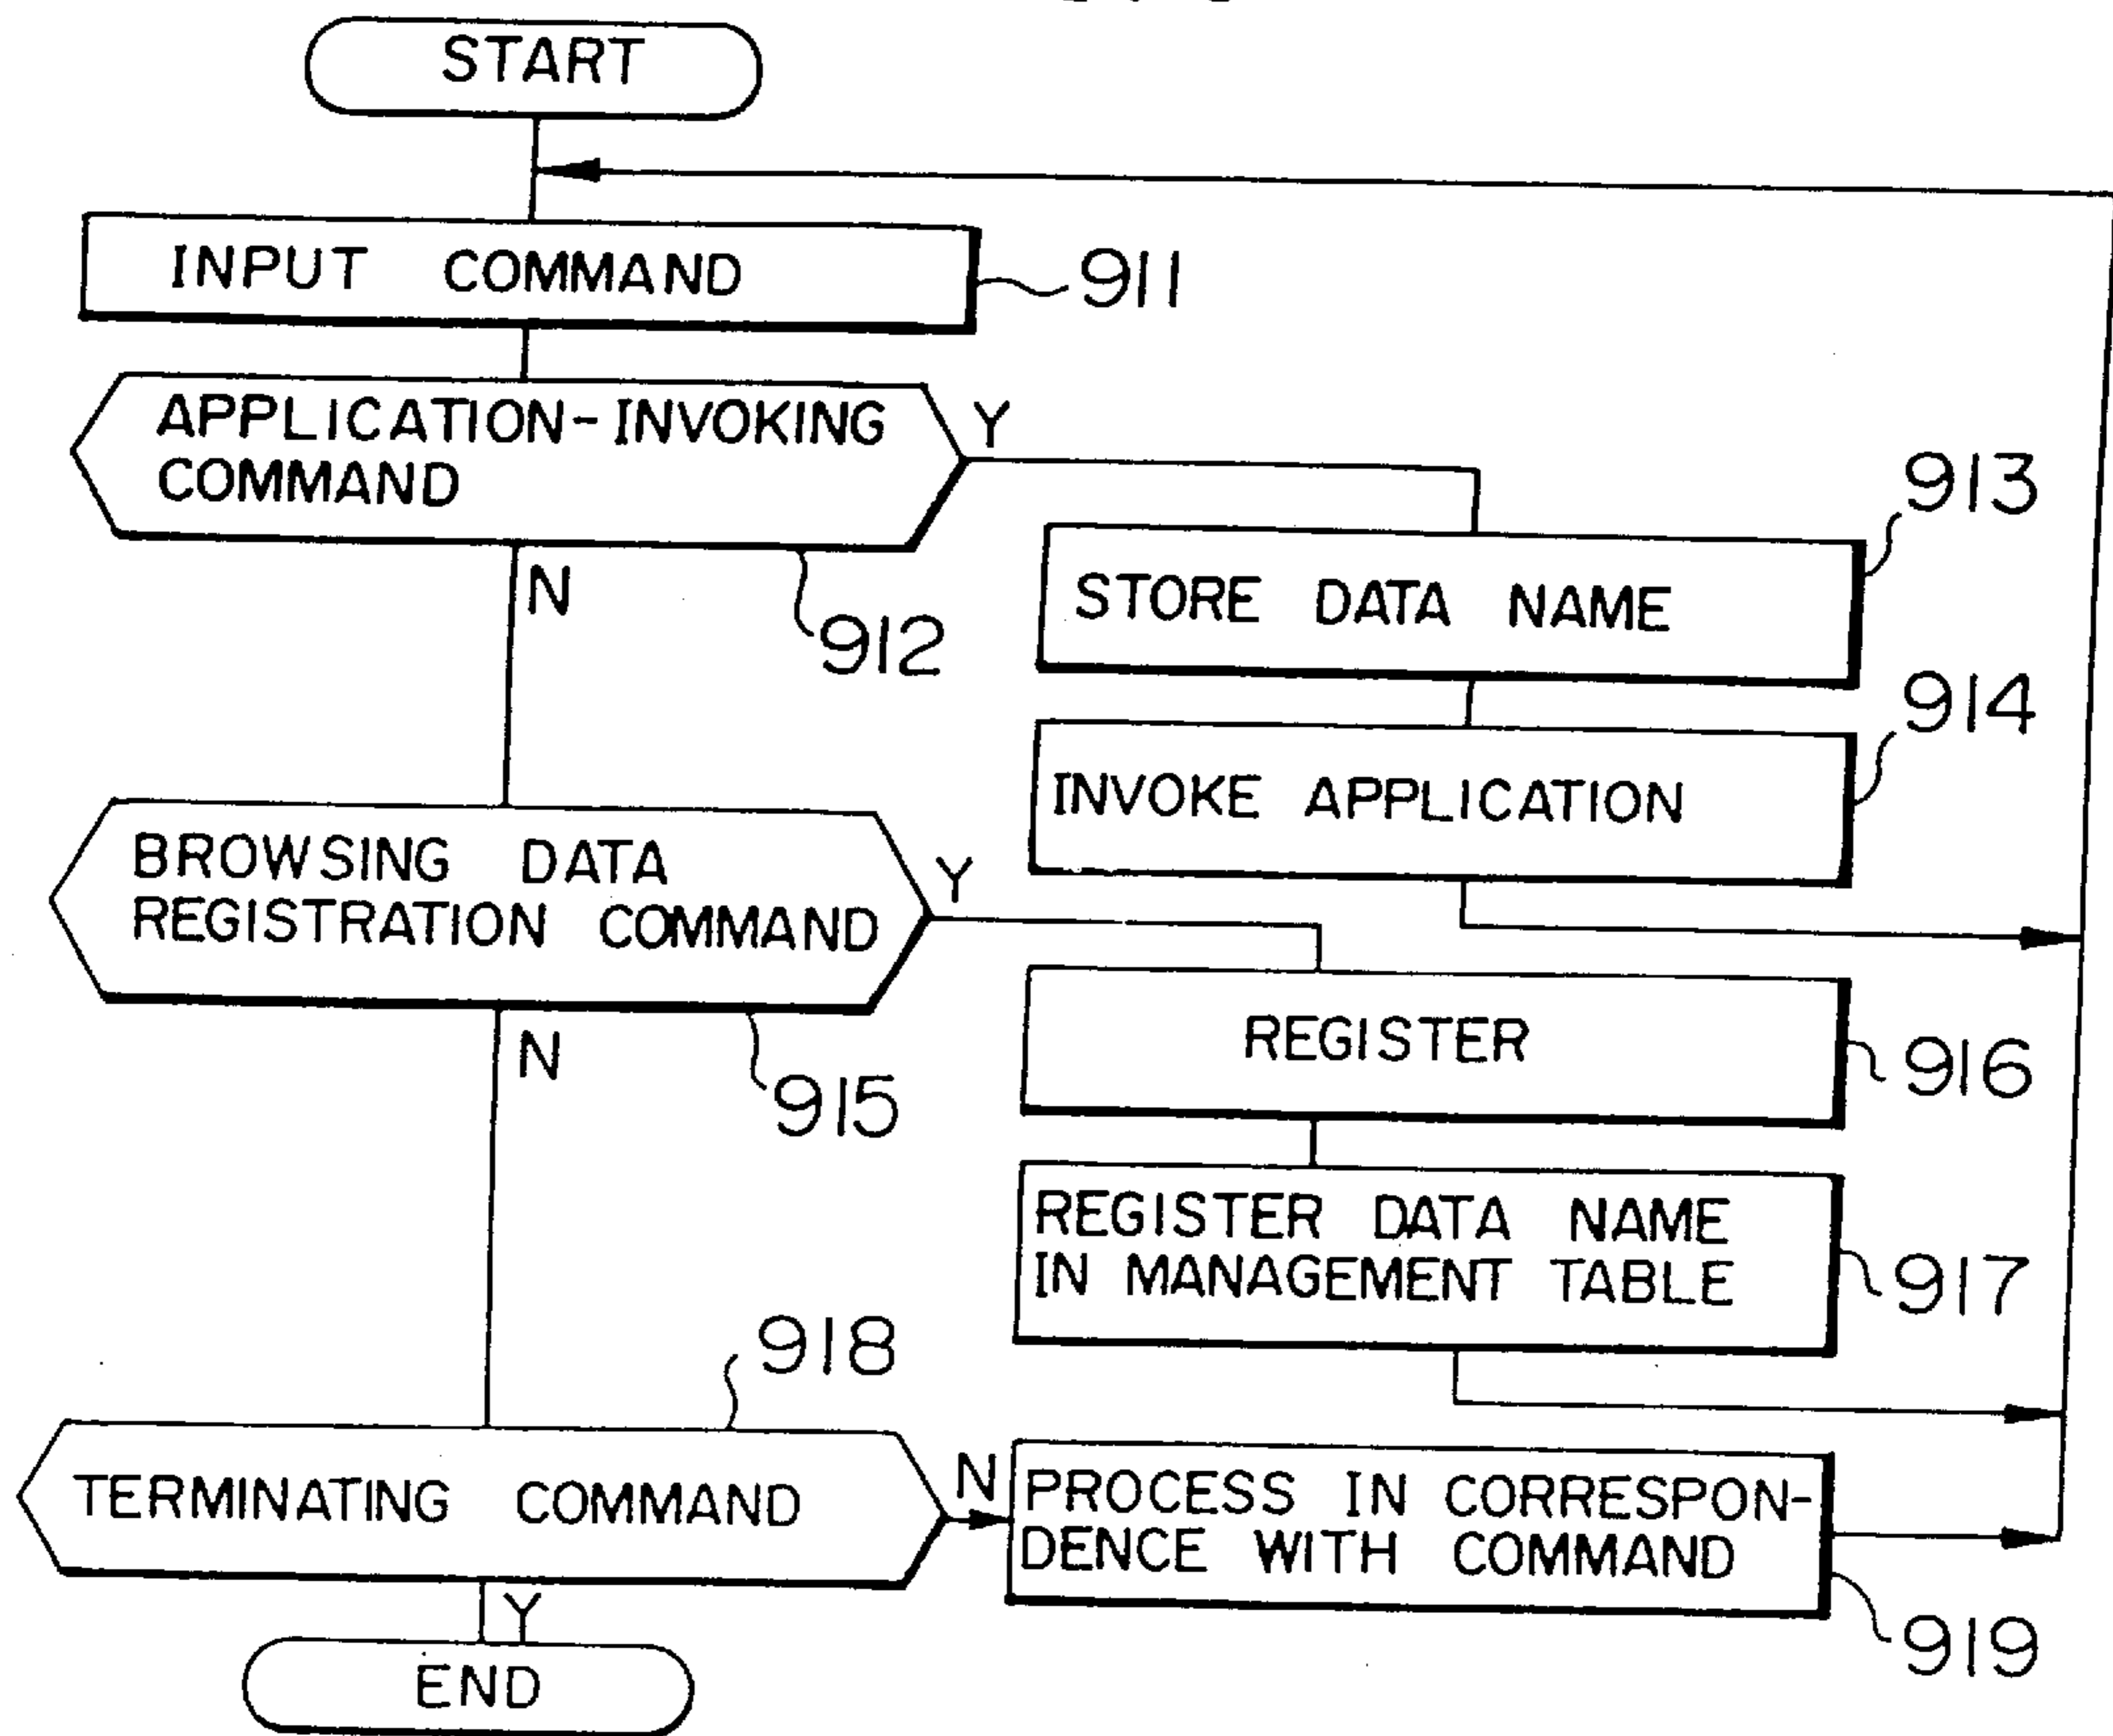 START
INPUT COMMAND
911
APPLICATION-INVOKING
COMMAND
Y
N
912
913
STORE DATA NAME
914
INVOKE APPLICATION
BROWSING DATA
REGISTRATION COMMAND
Y
N
915
REGISTER
916
REGISTER DATA NAME
IN MANAGEMENT TABLE
917
918
TERMINATING COMMAND
N
Y
PROCESS IN CORRESPON-
DENCE WITH COMMAND
919
END